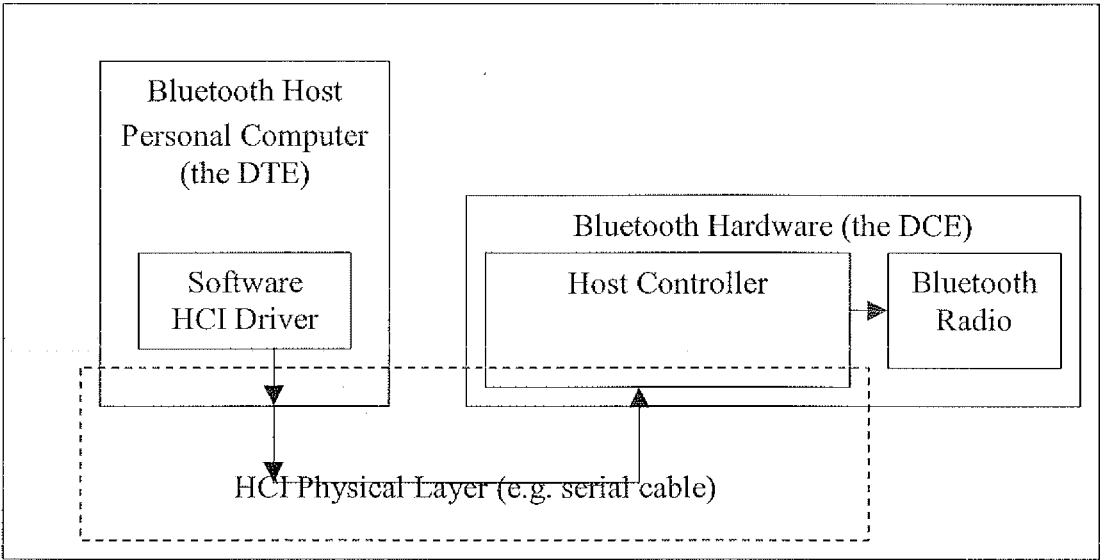 Bluetooth Host
Personal Computer
(the DTE)
Software
HCI Driver
Bluetooth Hardware (the DCE)
Host Controller
Bluetooth
Radio
HCI Physical Layer (e.g. serial cable)